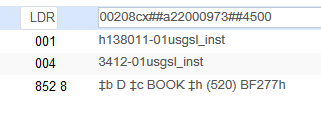 LDR 00208cx##a22000973##4500
001 h138011-01usgsl_inst
004 3412-01usgsl_inst
852 8 ‡b D ‡c BOOK ‡h (520) BF277h